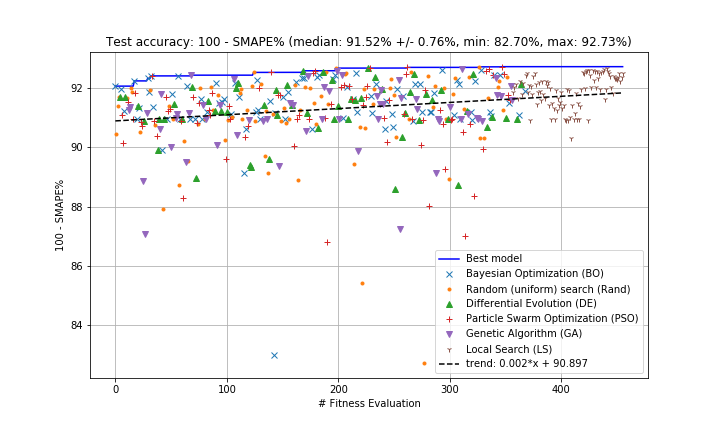 Test accuracy: 100 - SMAPE% (median: 91.52% +/- 0.76%, min: 82.70%, max: 92.73%)
92
90
88
86
84
100 - SMAPE%
Best model
Bayesian Optimization (BO)
Random (uniform) search (Rand)
Differential Evolution (DE)
Particle Swarm Optimization (PSO)
Genetic Algorithm (GA)
Local Search (LS)
trend: 0.002*x + 90.897
0 100 200 300 400
# Fitness Evaluation